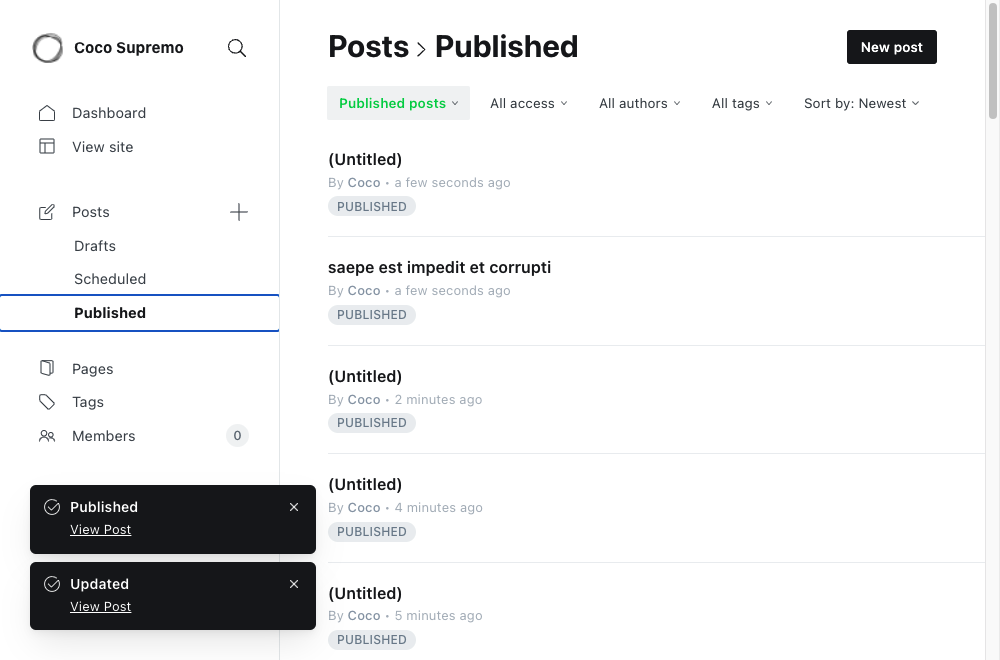 Coco Supremo
Dashboard
View site
Posts
Drafts
Scheduled
Published
Pages
Tags
Members 0
Published
View Post
Updated
View Post
Posts › Published
New post
Published posts All access All authors All tags Sort by: Newest
(Untitled)
By Coco • a few seconds ago
PUBLISHED
saepe est impedit et corrupti
By Coco • a few seconds ago
PUBLISHED
(Untitled)
By Coco • 2 minutes ago
PUBLISHED
(Untitled)
By Coco • 4 minutes ago
PUBLISHED
(Untitled)
By Coco • 5 minutes ago
PUBLISHED